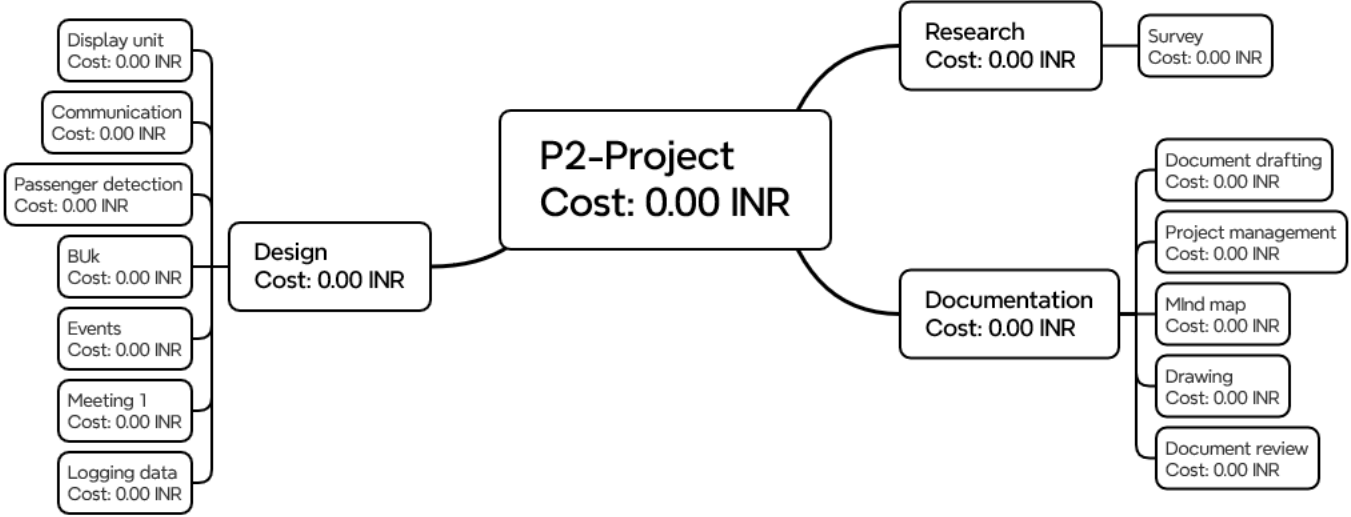 P2-Project
Cost: 0.00 INR
Research
Cost: 0.00 INR
Survey
Cost: 0.00 INR
Documentation
Cost: 0.00 INR
Document drafting
Cost: 0.00 INR
Project management
Cost: 0.00 INR
MInd map
Cost: 0.00 INR
Drawing
Cost: 0.00 INR
Document review
Cost: 0.00 INR
Design
Cost: 0.00 INR
Display unit
Cost: 0.00 INR
Communication
Cost: 0.00 INR
Passenger detection
Cost: 0.00 INR
BUk
Cost: 0.00 INR
Events
Cost: 0.00 INR
Meeting 1
Cost: 0.00 INR
Logging data
Cost: 0.00 INR